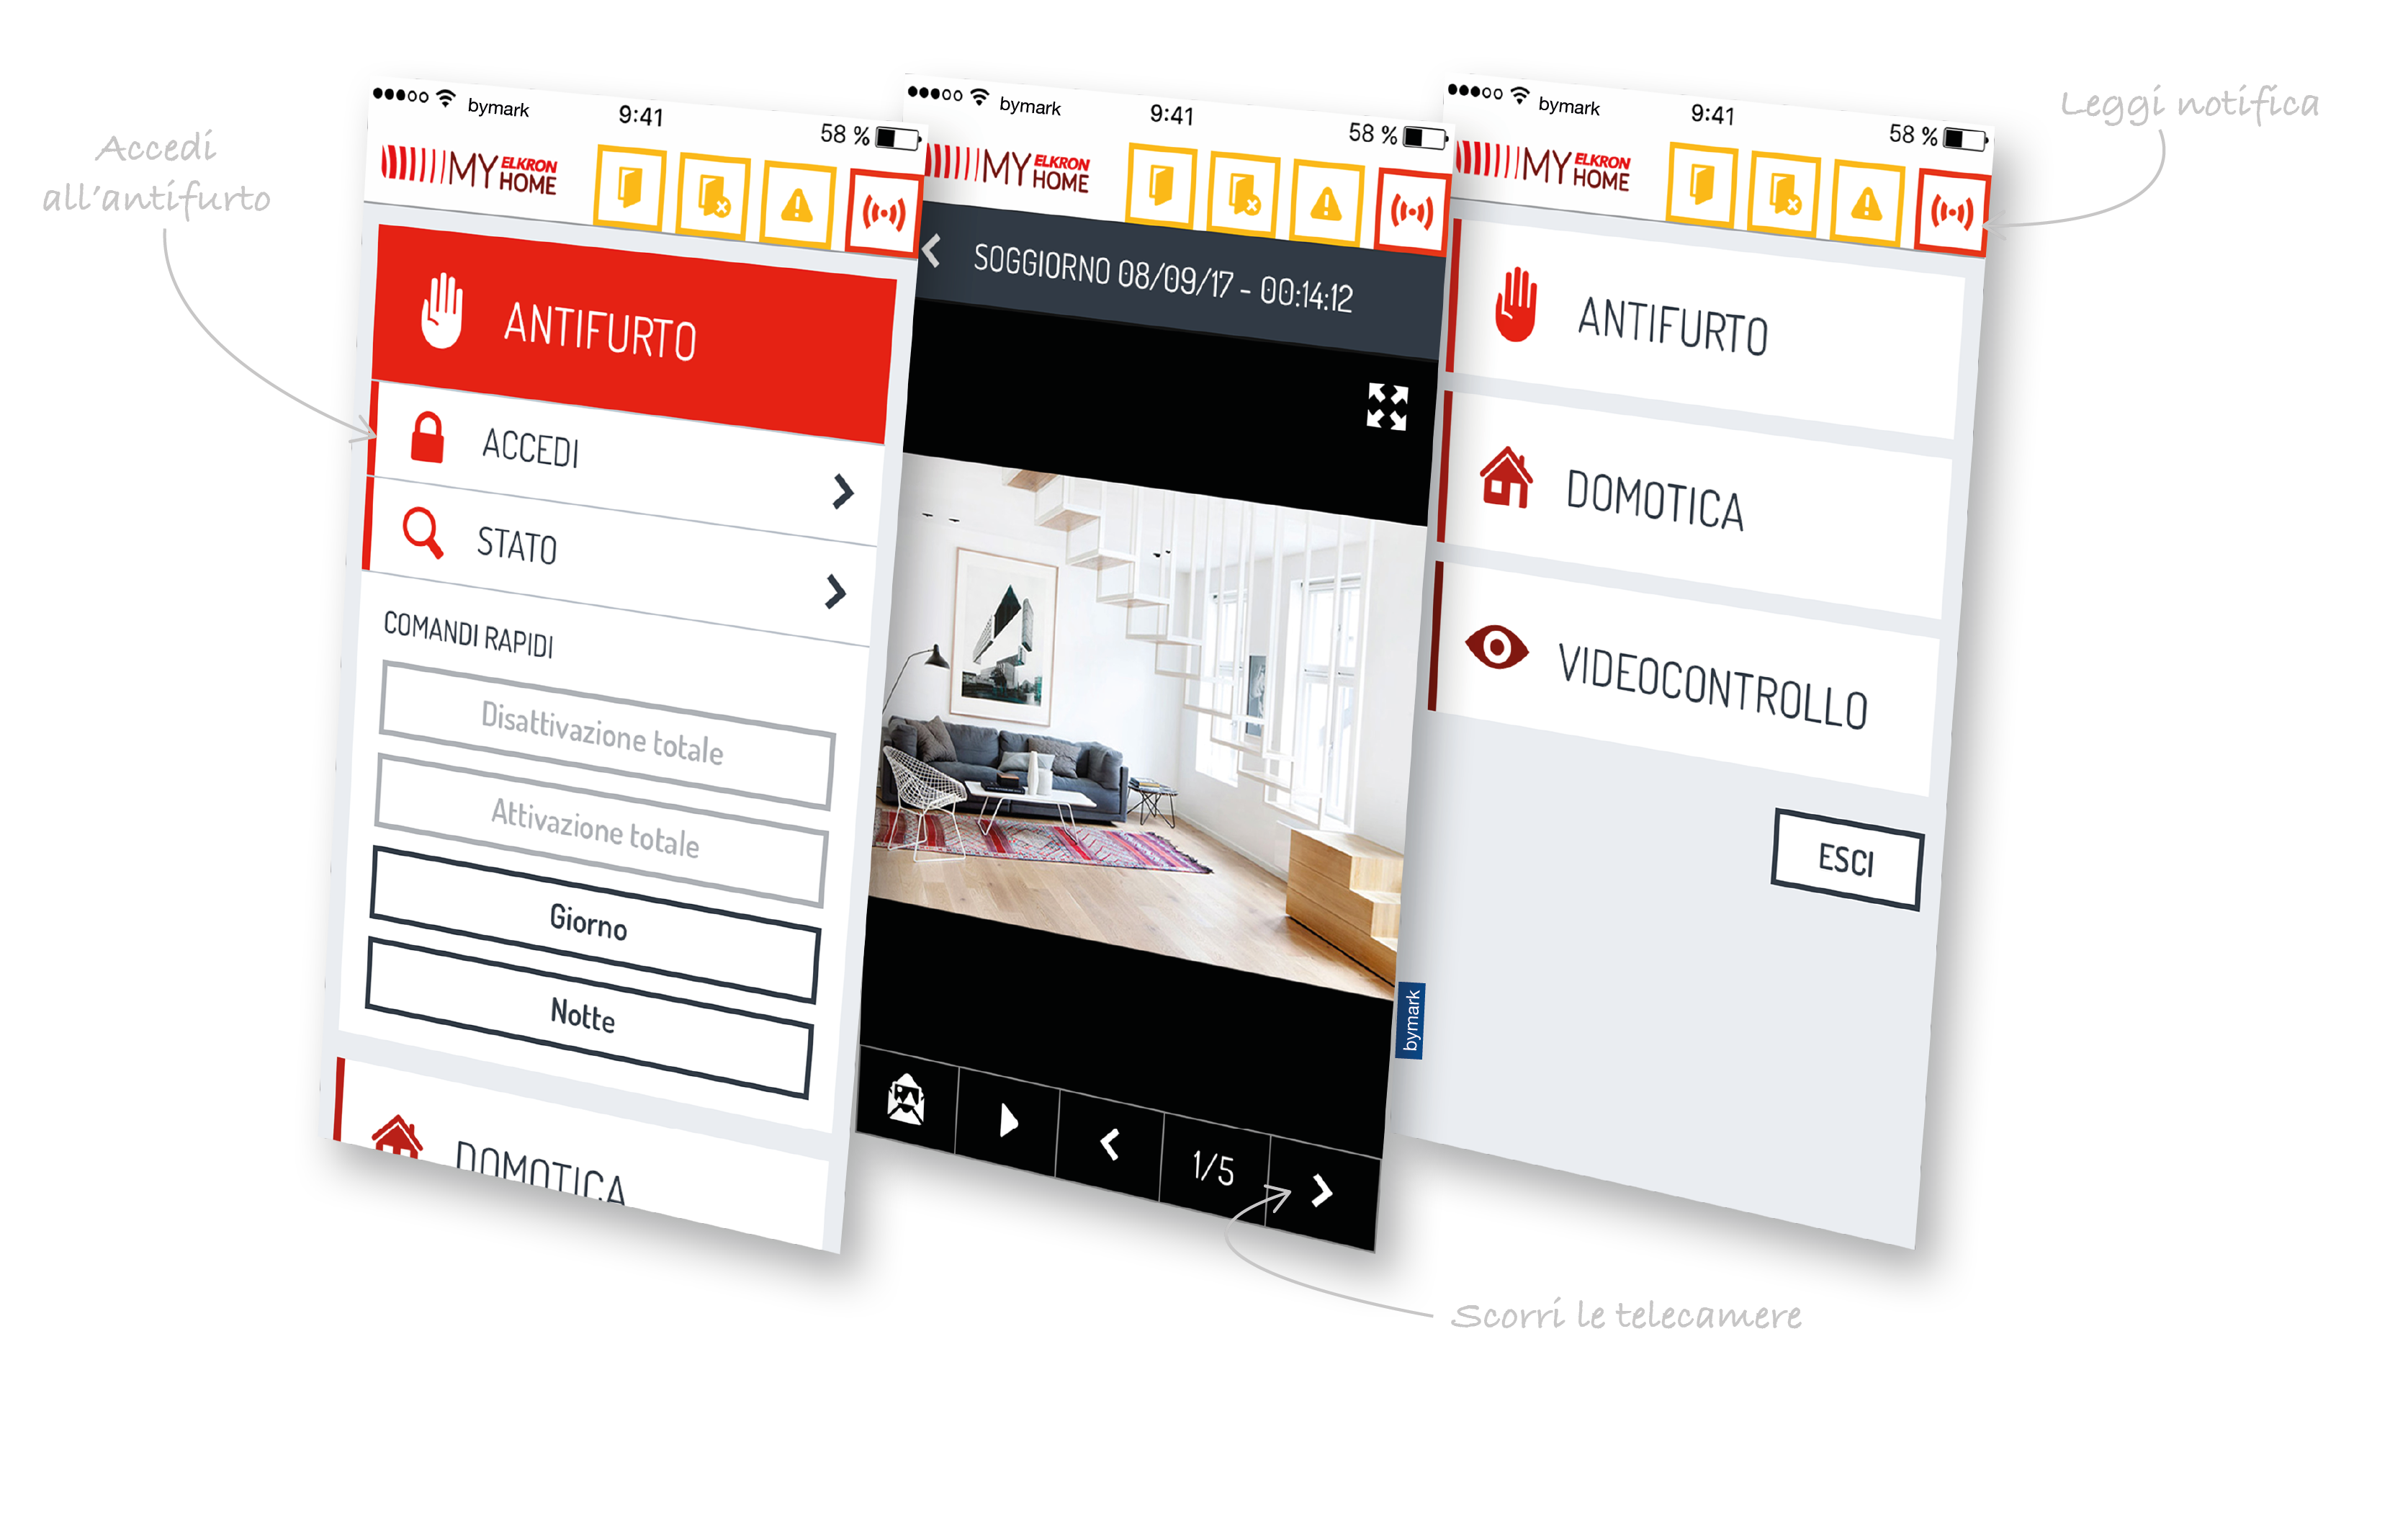 Accedi
all'antifurto
bymark
9:41
58 %
MY ELKRON HOME
ANTIFURTO
ACCEDI
STATO
COMANDI RAPIDI
Disattivazione totale
Attivazione totale
Giorno
Notte
DOMOTICA
bymark
9:41
58 %
MY ELKRON HOME
SOGGIORNO 08/09/17 - 00:14:12
1/5
Scorri le telecamere
bymark
9:41
58 %
MY ELKRON HOME
ANTIFURTO
DOMOTICA
VIDEOCONTROLLO
ESCI
bymark
Leggi notifica